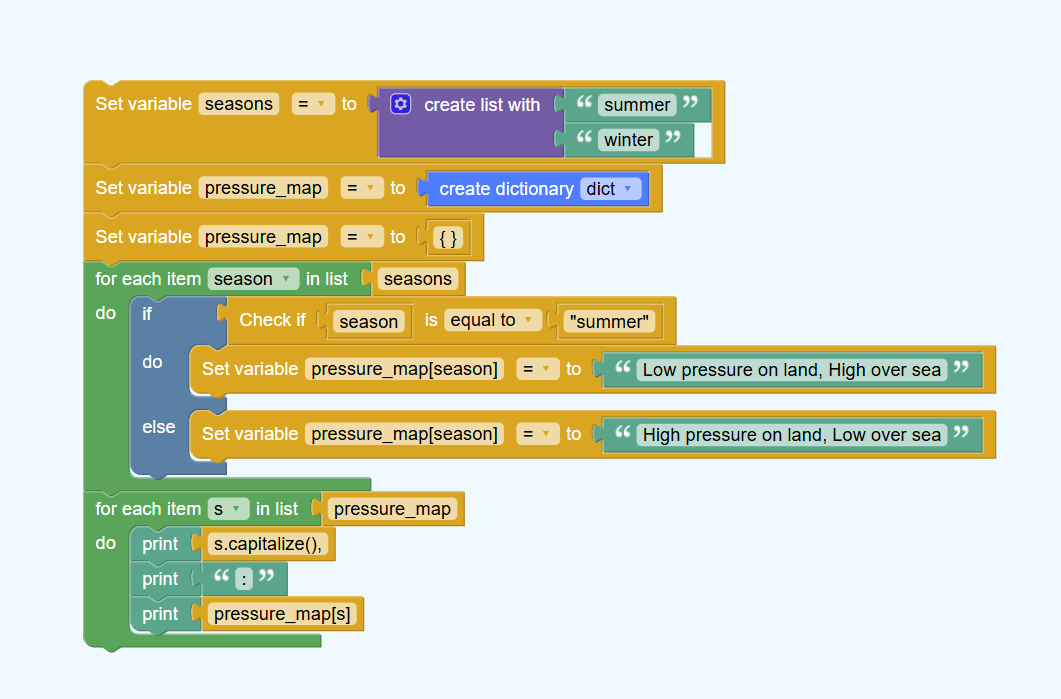 Set variable seasons = to create list with “ summer ”
“ winter ”
Set variable pressure_map = to create dictionary dict
Set variable pressure_map = to { }
for each item season in list seasons
do if Check if season is equal to "summer"
do Set variable pressure_map[season] = to “ Low pressure on land, High over sea ”
else Set variable pressure_map[season] = to “ High pressure on land, Low over sea ”
for each item s in list pressure_map
do print s.capitalize(),
print “ : ”
print pressure_map[s]